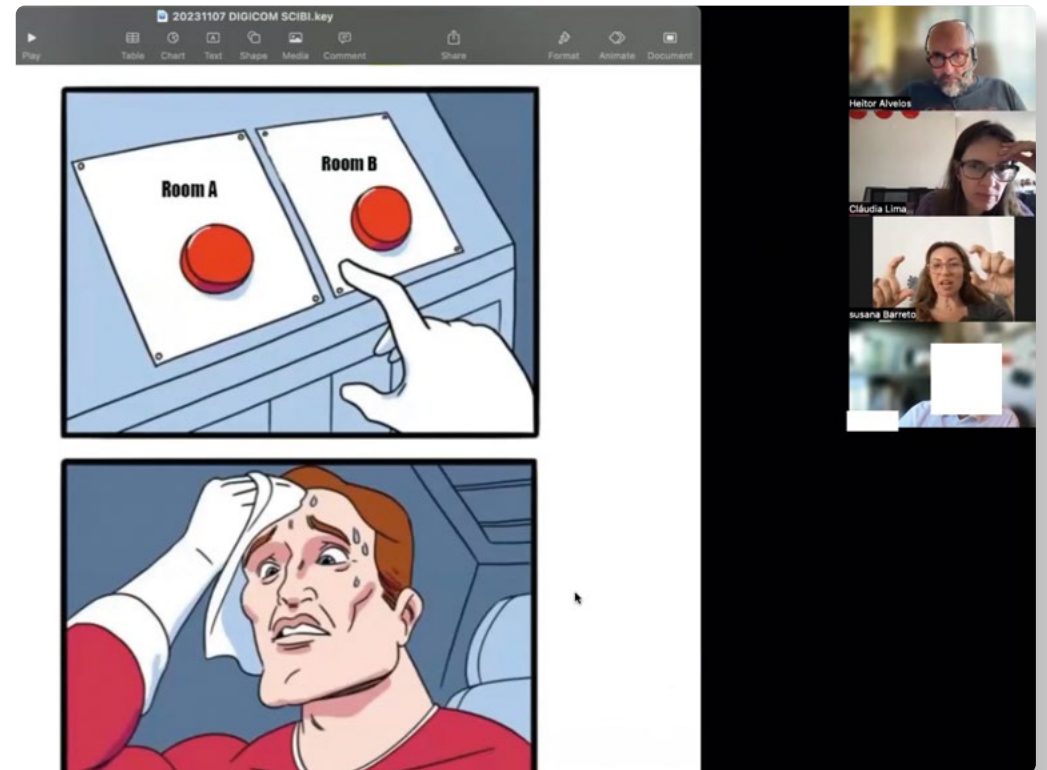 20231107 DIGICOM SCIBI.key
Play
Table
Chart
Text
Shape
Media
Comment
Share
Format
Animate
Document
Room A
Room B
Heitor Alvelos
Cláudia Lima
susana Barreto